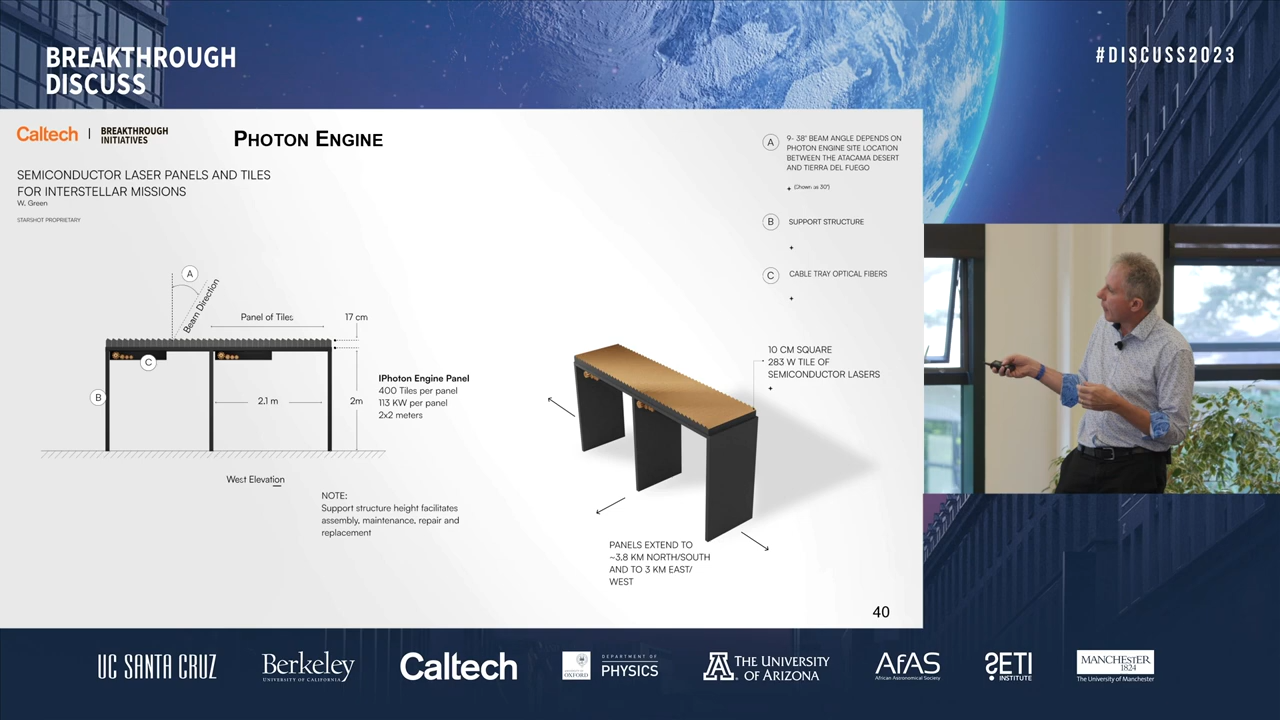 BREAKTHROUGH
DISCUSS
#DISCUSS2023
Caltech | BREAKTHROUGH
INITIATIVES
PHOTON ENGINE
SEMICONDUCTOR LASER PANELS AND TILES
FOR INTERSTELLAR MISSIONS
W. Green
STARSHOT PROPRIETARY
A
9- 38° BEAM ANGLE DEPENDS ON
PHOTON ENGINE SITE LOCATION
BETWEEN THE ATACAMA DESERT
AND TIERRA DEL FUEGO
(Shown as 30°)
B
SUPPORT STRUCTURE
C
CABLE TRAY OPTICAL FIBERS
A
Beam Direction
Panel of Tiles
17 cm
C
B
2.1 m
2m
West Elevation
IPhoton Engine Panel
400 Tiles per panel
113 KW per panel
2x2 meters
NOTE:
Support structure height facilitates
assembly, maintenance, repair and
replacement
10 CM SQUARE
283 W TILE OF
SEMICONDUCTOR LASERS
PANELS EXTEND TO
~3.8 KM NORTH/SOUTH
AND TO 3 KM EAST/
WEST
40
UC SANTA CRUZ
Berkeley
UNIVERSITY OF CALIFORNIA
Caltech
UNIVERSITY OF
OXFORD
DEPARTMENT OF
PHYSICS
A
THE UNIVERSITY
OF ARIZONA
AfAS
African Astronomical Society
SETI
INSTITUTE
MANCHESTER
1824
The University of Manchester